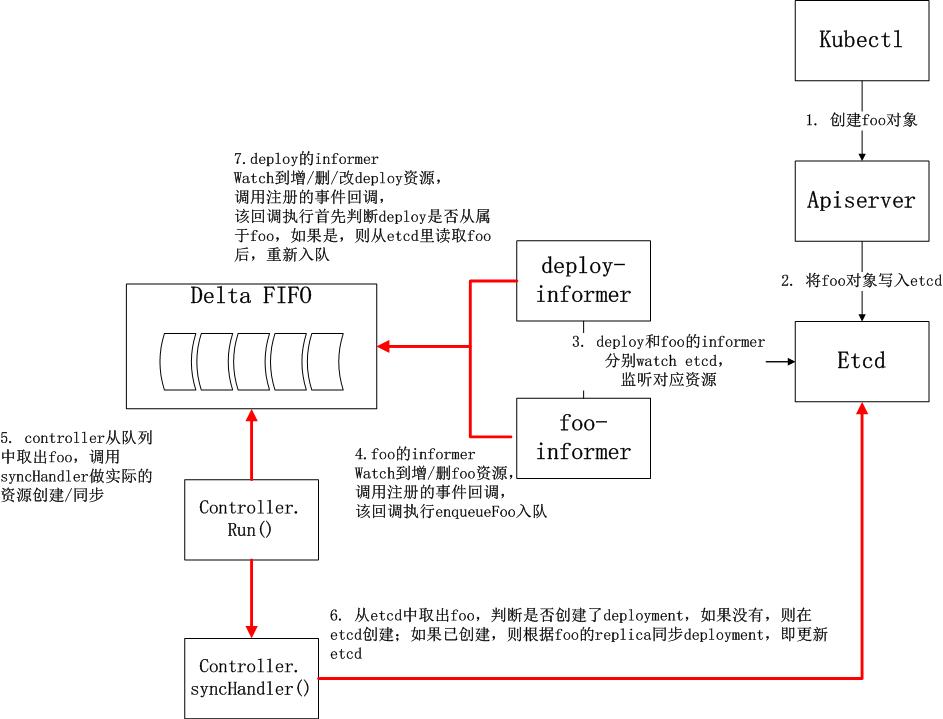 Kubectl
1. 创建foo对象
Apiserver
2. 将foo对象写入etcd
Etcd
7.deploy的informer
Watch到增/删/改deploy资源，
调用注册的事件回调，
该回调执行首先判断deploy是否从属
于foo，如果是，则从etcd里读取foo
后，重新入队
deploy-
informer
Delta FIFO
3. deploy和foo的informer
分别watch etcd，
监听对应资源
foo-
informer
4.foo的informer
Watch到增/删foo资源，
调用注册的事件回调，
该回调执行enqueueFoo入队
5. controller从队列
中取出foo，调用
syncHandler做实际的
资源创建/同步
Controller.
Run()
6. 从etcd中取出foo，判断是否创建了deployment，如果没有，则在
etcd创建；如果已创建，则根据foo的replica同步deployment，即更新
etcd
Controller.
syncHandler()